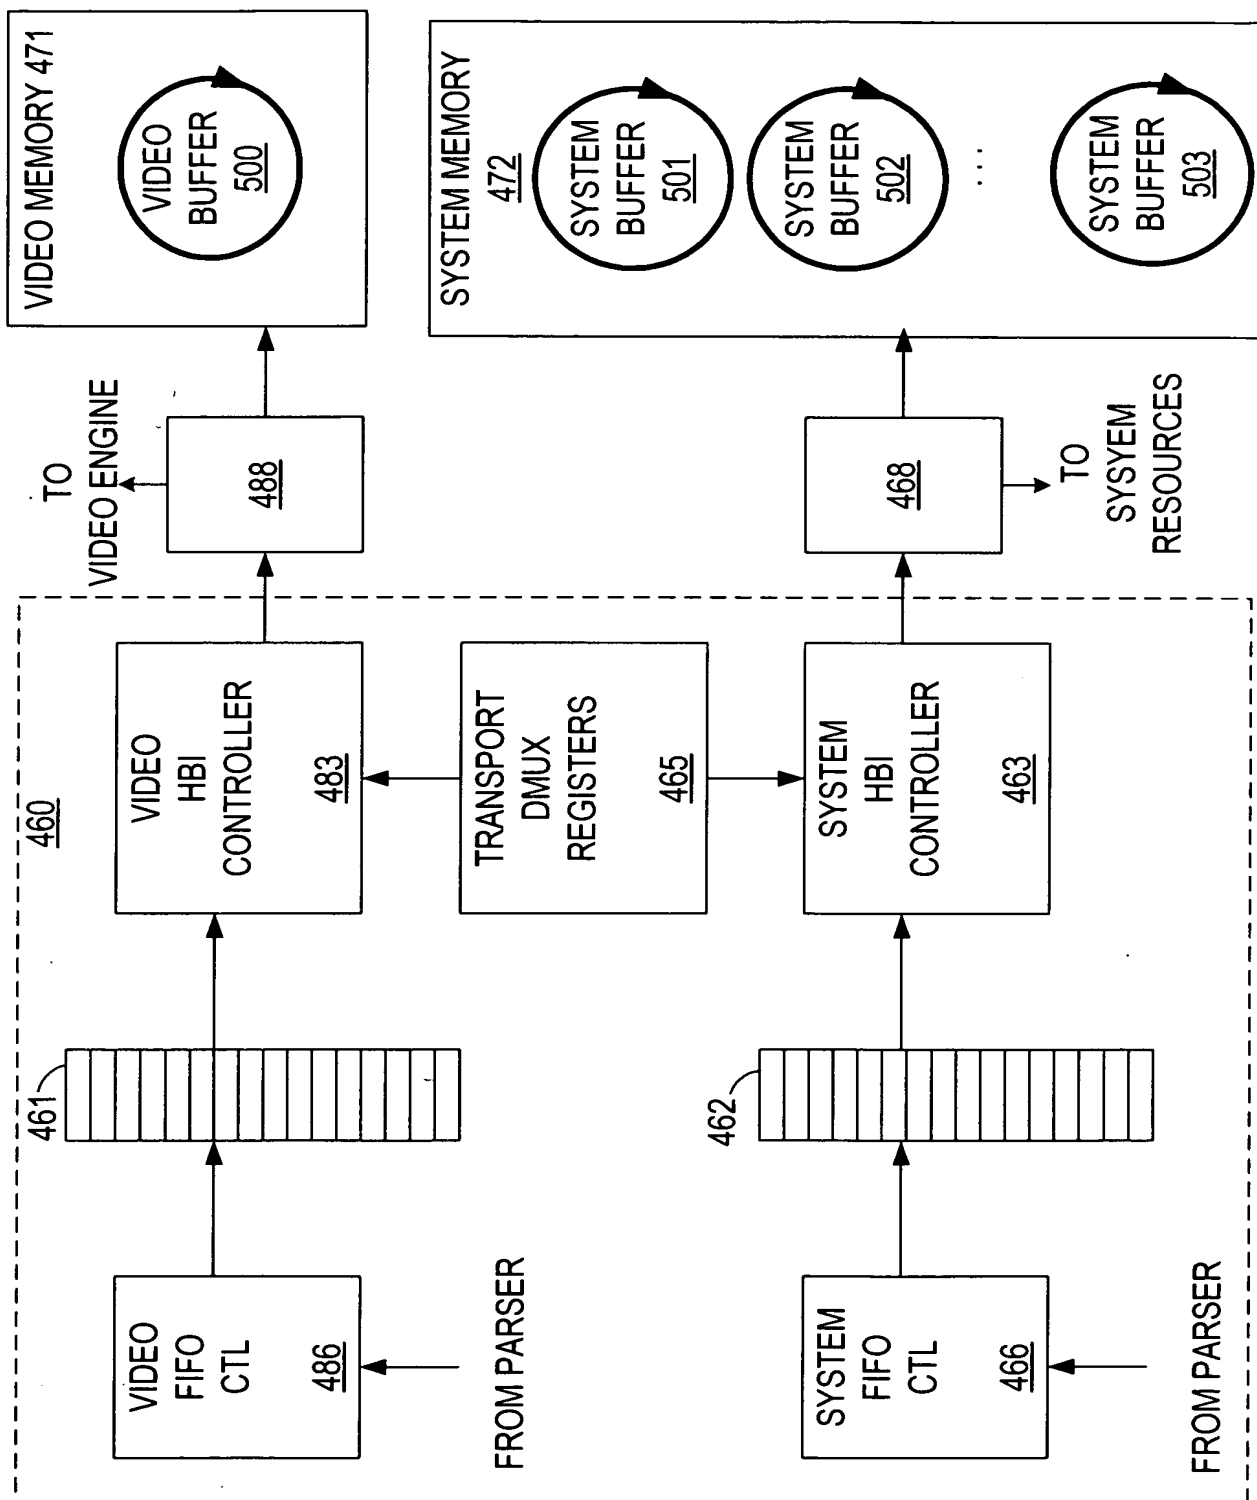 VIDEO MEMORY 471
VIDEO
BUFFER
500
SYSTEM MEMORY
472
SYSTEM
BUFFER
501
SYSTEM
BUFFER
502
...
SYSTEM
BUFFER
503
TO
VIDEO ENGINE
488
468
TO
SYSYEM
RESOURCES
460
VIDEO
HBI
CONTROLLER
483
TRANSPORT
DMUX
REGISTERS
465
SYSTEM
HBI
CONTROLLER
463
461
462
VIDEO
FIFO
CTL
486
FROM PARSER
SYSTEM
FIFO
CTL
466
FROM PARSER